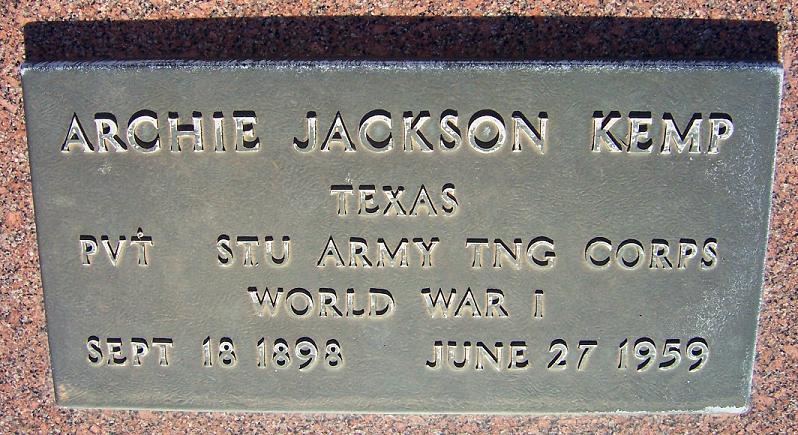 ARCHIE JACKSON KEMP
TEXAS
PVT STU ARMY TNG CORPS
WORLD WAR I
SEPT 18 1898 JUNE 27 1959